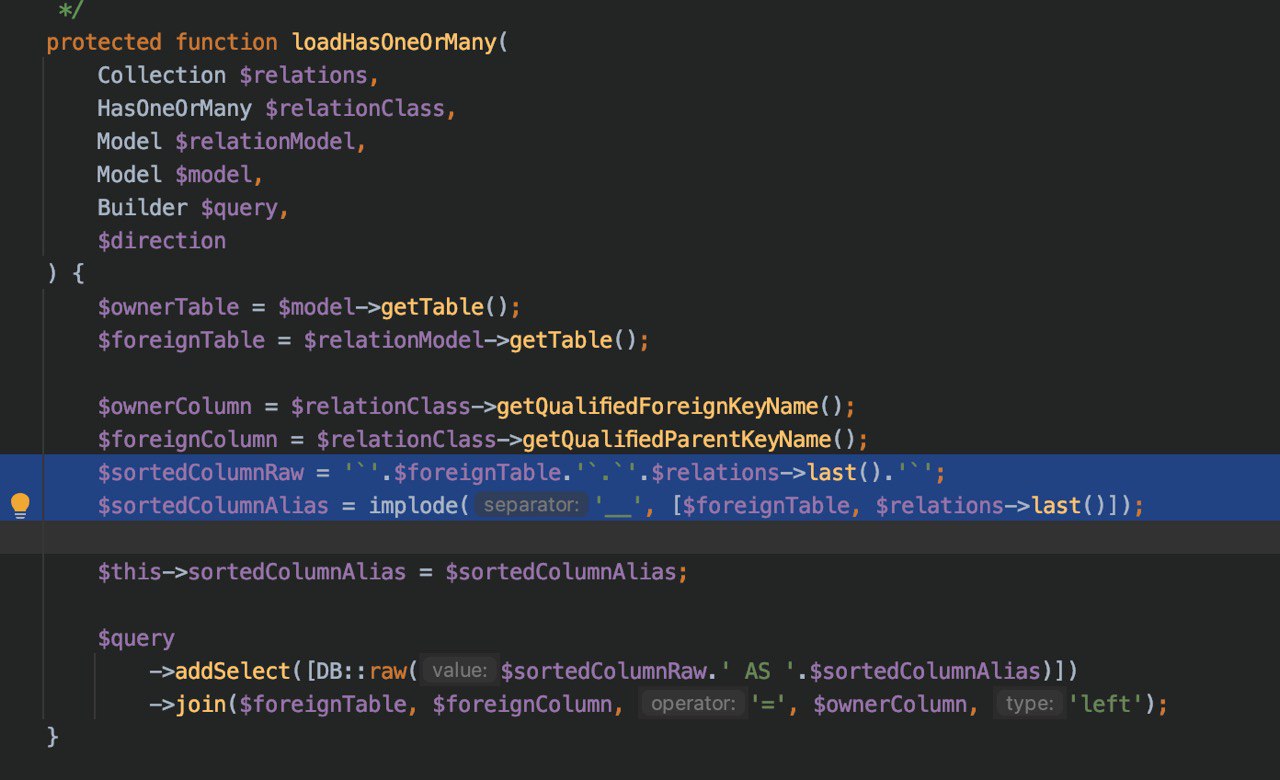 */
protected function loadHasOneOrMany(
Collection $relations,
HasOneOrMany $relationClass,
Model $relationModel,
Model $model,
Builder $query,
$direction
) {
$ownerTable = $model->getTable();
$foreignTable = $relationModel->getTable();
$ownerColumn = $relationClass->getQualifiedForeignKeyName();
$foreignColumn = $relationClass->getQualifiedParentKeyName();
$sortedColumnRaw = '`'.$foreignTable.'`.`'.$relations->last().'`';
$sortedColumnAlias = implode( separator: '__', [$foreignTable, $relations->last()]);
$this->sortedColumnAlias = $sortedColumnAlias;
$query
->addSelect([DB::raw( value: $sortedColumnRaw.' AS '.$sortedColumnAlias)])
->join($foreignTable, $foreignColumn, operator: '=', $ownerColumn, type: 'left');
}